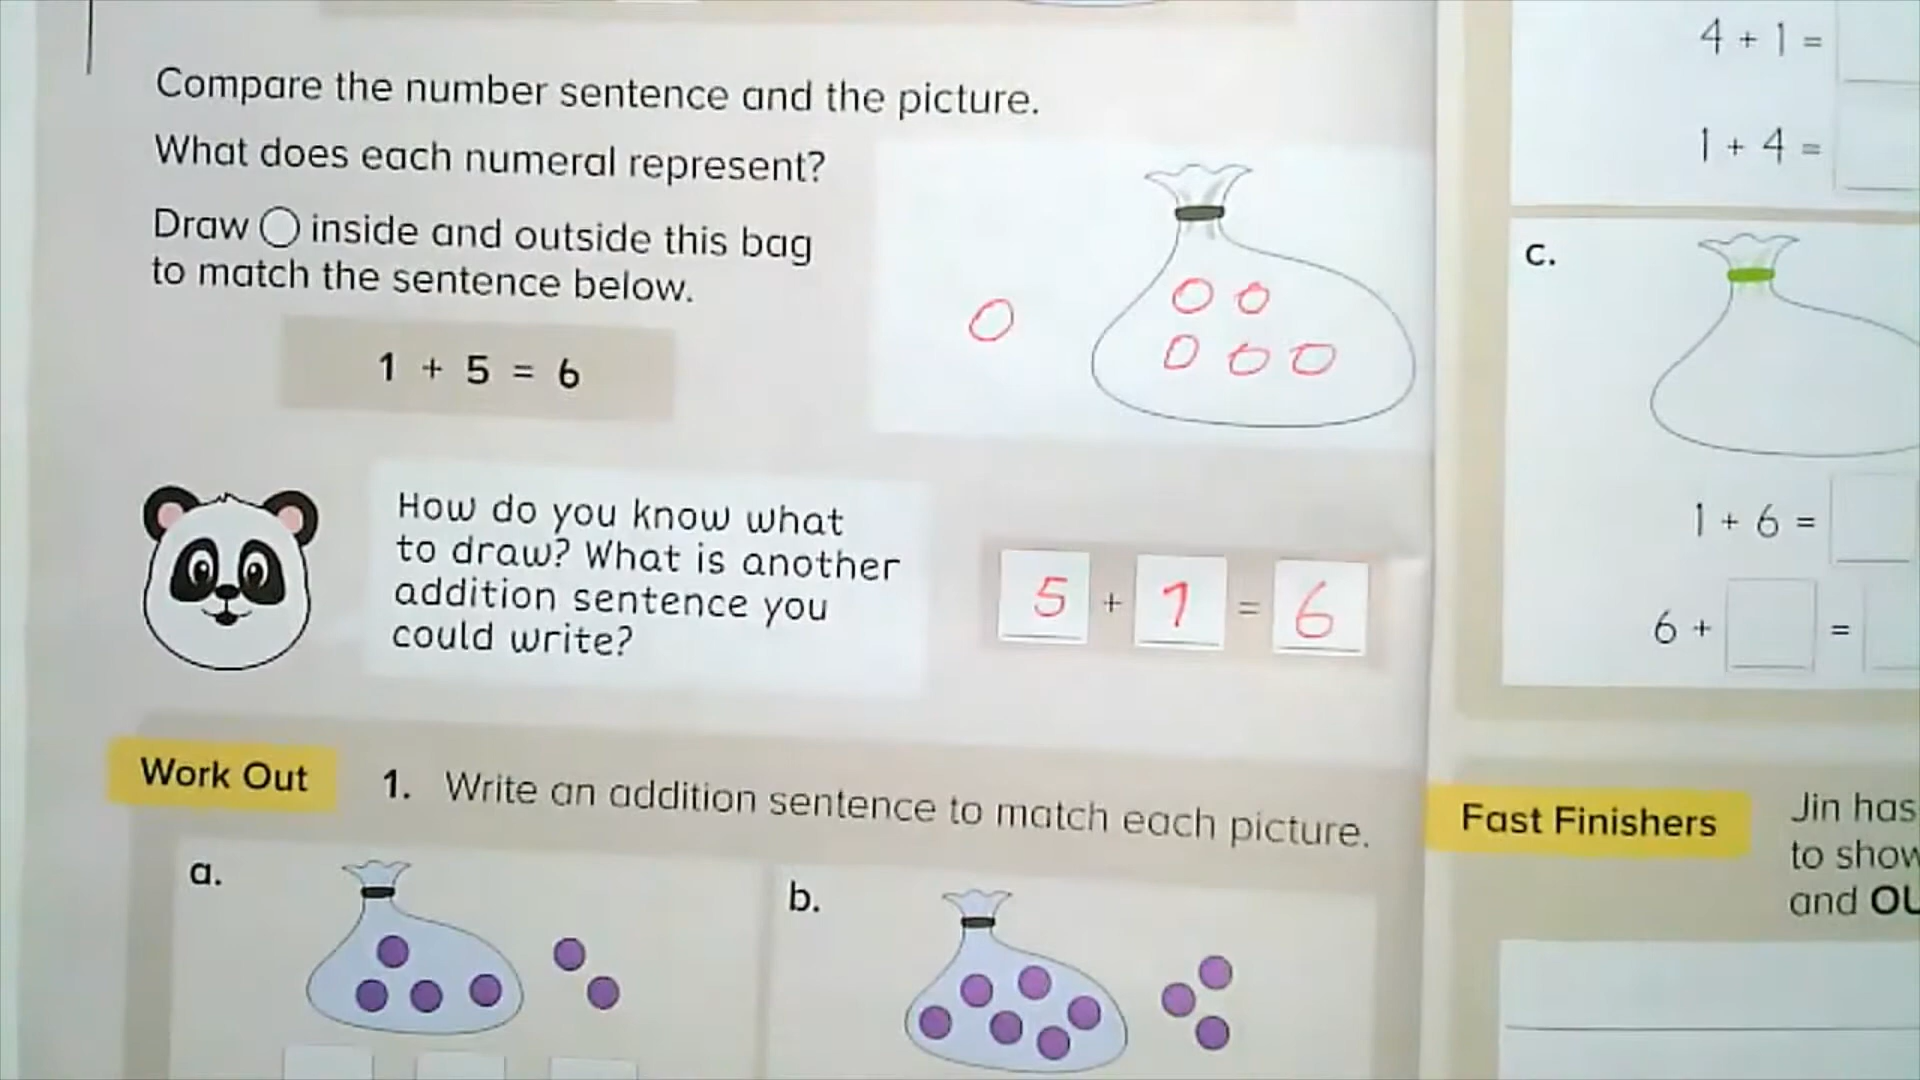 Compare the number sentence and the picture.
What does each numeral represent?
Draw inside and outside this bag
to match the sentence below.
1 + 5 = 6
How do you know what
to draw? What is another
addition sentence you
could write?
5 + 1 = 6
Work Out
1. Write an addition sentence to match each picture.
a.
b.
4 + 1 =
1 + 4 =
c.
1 + 6 =
6 + =
Fast Finishers
Jin has
to show
and